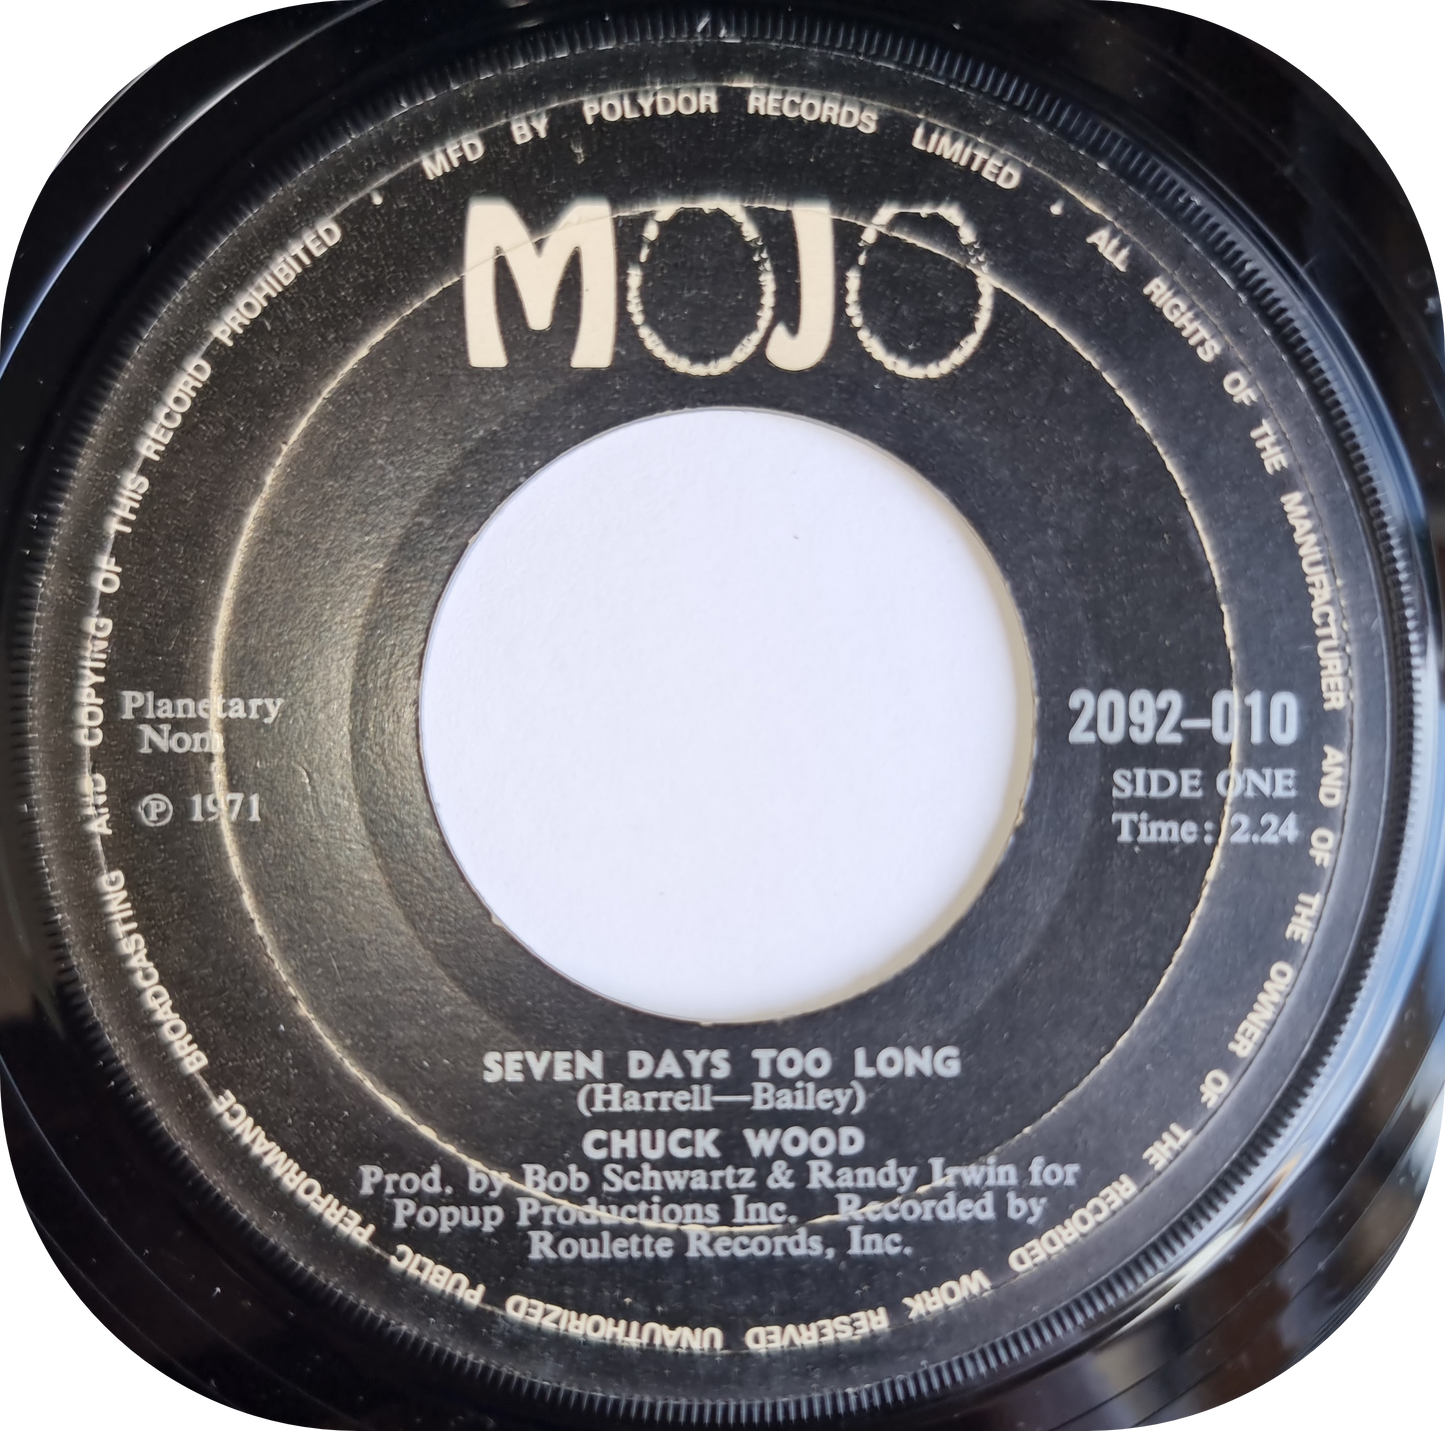 MFD BY POLYDOR RECORDS LIMITED
ALL RIGHTS OF THE MANUFACTURER AND OF THE OWNER OF THE RECORDED WORK RESERVED UNAUTHORIZED PUBLIC PERFORMANCE BROADCASTING AND COPYING OF THIS RECORD PROHIBITED
MOJO
Planetary
Nom
℗ 1971
2092–010
SIDE ONE
Time: 2.24
SEVEN DAYS TOO LONG
(Harrell—Bailey)
CHUCK WOOD
Prod. by Bob Schwartz & Randy Irwin for
Popup Productions Inc. Recorded by
Roulette Records, Inc.